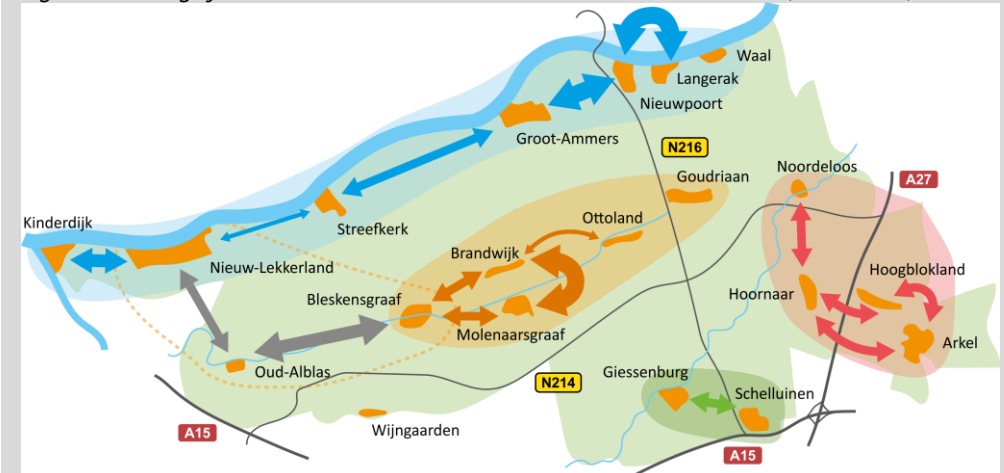 Waal
Langerak
Nieuwpoort
Groot-Ammers
N216
Noordeloos
A27
Goudriaan
Kinderdijk
Ottoland
Streefkerk
Brandwijk
Nieuw-Lekkerland
Hoogblokland
Bleskensgraaf
Hoornaar
Molenaarsgraaf
Arkel
Oud-Alblas
Giessenburg
N214
Schelluinen
Wijngaarden
A15
A15